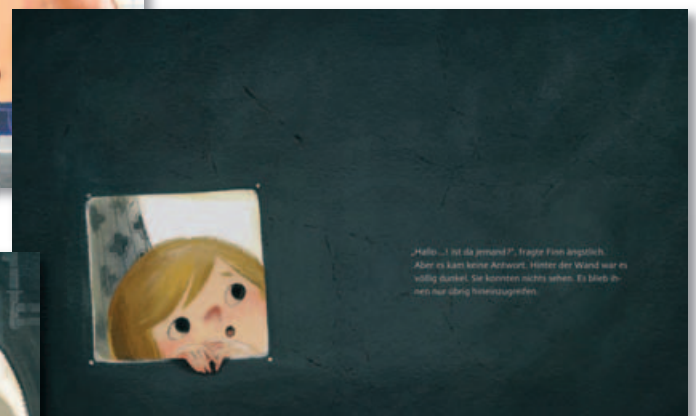 „Hallo...! Ist da jemand?“, fragte Finn ängstlich.
Aber es kam keine Antwort. Hinter der Wand war es
völlig dunkel. Sie konnten nichts sehen. Es blieb ih-
nen nur übrig hineinzugreifen.